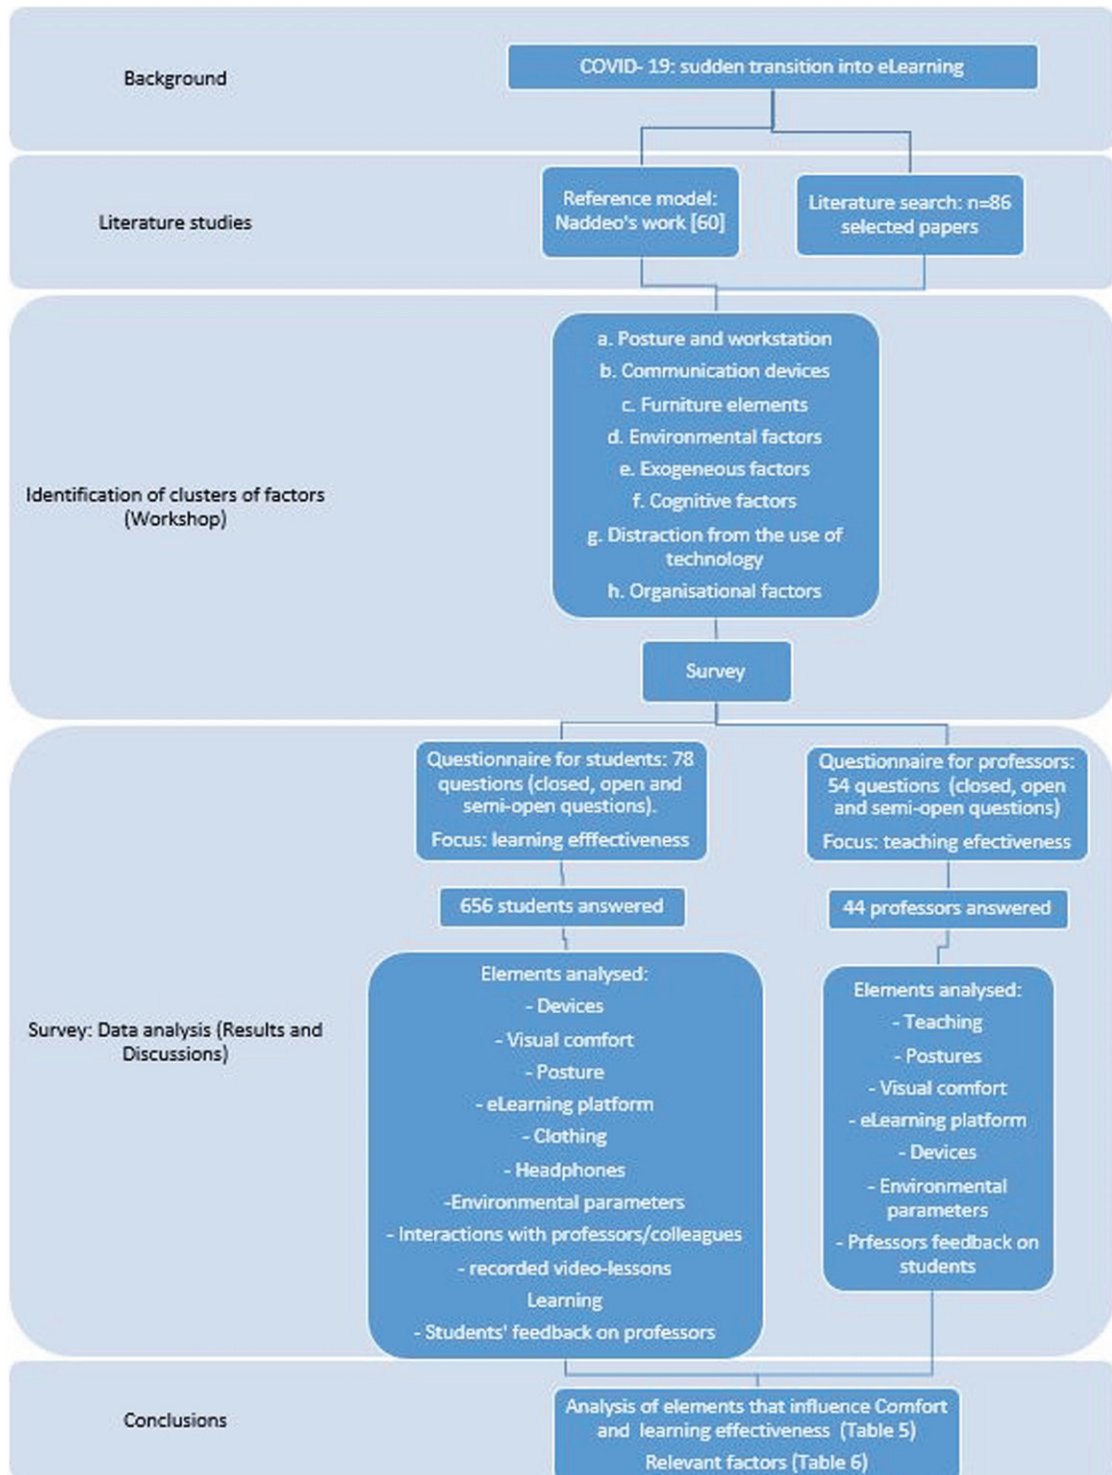 Background
COVID- 19: sudden transition into eLearning
Literature studies
Reference model:
Naddeo's work [60]
Literature search: n=86
selected papers
Identification of clusters of factors
(Workshop)
a. Posture and workstation
b. Communication devices
c. Furniture elements
d. Environmental factors
e. Exogeneous factors
f. Cognitive factors
g. Distraction from the use of
technology
h. Organisational factors
Survey
Survey: Data analysis (Results and
Discussions)
Questionnaire for students: 78
questions (closed, open and
semi-open questions).
Focus: learning efffectiveness
656 students answered
Elements analysed:
- Devices
- Visual comfort
- Posture
- eLearning platform
- Clothing
- Headphones
-Environmental parameters
- Interactions with professors/colleagues
- recorded video-lessons
Learning
- Students' feedback on professors
Questionnaire for professors:
54 questions (closed, open
and semi-open questions)
Focus: teaching efectiveness
44 professors answered
Elements analysed:
- Teaching
- Postures
- Visual comfort
- eLearning platform
- Devices
- Environmental
parameters
- Prfessors feedback on
students
Conclusions
Analysis of elements that influence Comfort
and learning effectiveness (Table 5)
Relevant factors (Table 6)